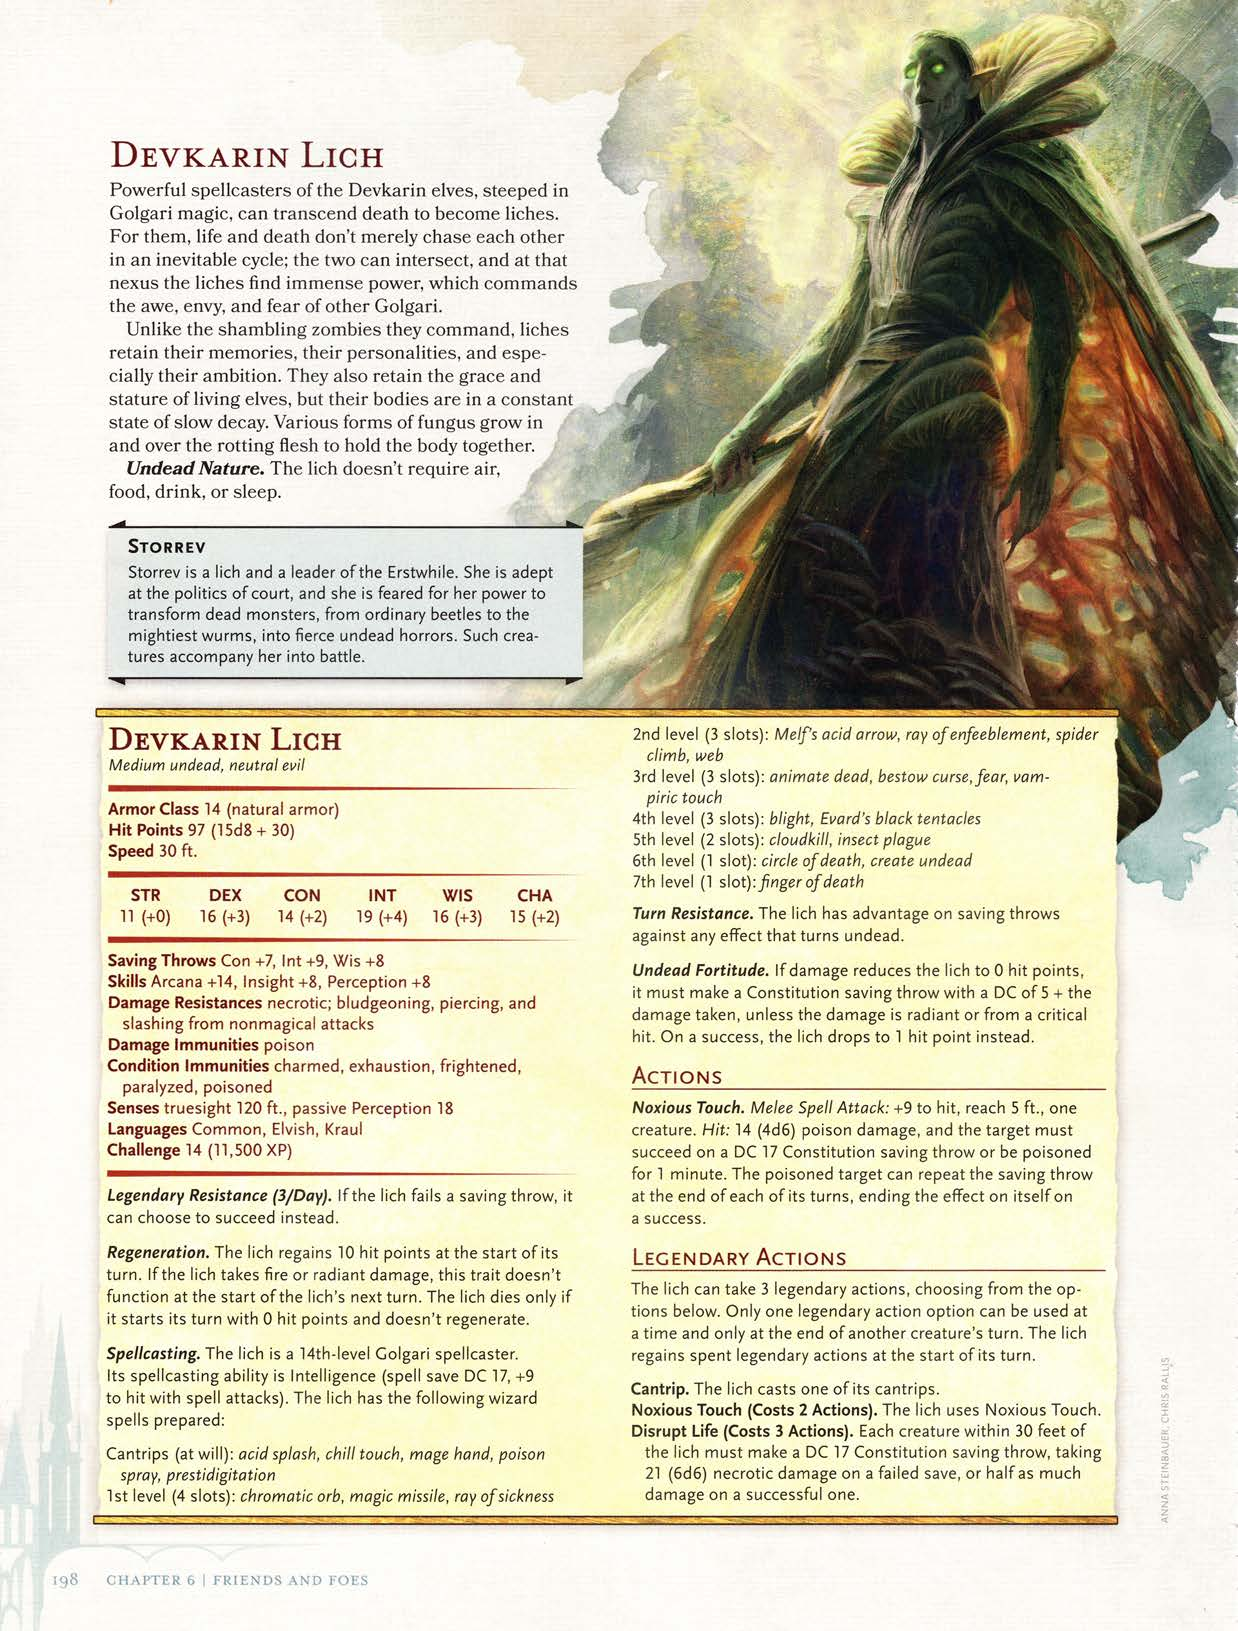 DEVKARIN LICH
Powerful spellcasters of the Devkarin elves, steeped in
Golgari magic, can transcend death to become liches.
For them, life and death don't merely chase each other
in an inevitable cycle; the two can intersect, and at that
nexus the liches find immense power, which commands
the awe, envy, and fear of other Golgari.
Unlike the shambling zombies they command, liches
retain their memories, their personalities, and espe-
cially their ambition. They also retain the grace and
stature of living elves, but their bodies are in a constant
state of slow decay. Various forms of fungus grow in
and over the rotting flesh to hold the body together.
Undead Nature. The lich doesn't require air,
food, drink, or sleep.
STORREV
Storrev is a lich and a leader of the Erstwhile. She is adept
at the politics of court, and she is feared for her power to
transform dead monsters, from ordinary beetles to the
mightiest wurms, into fierce undead horrors. Such crea-
tures accompany her into battle.
DEVKARIN LICH
Medium undead, neutral evil
Armor Class 14 (natural armor)
Hit Points 97 (15d8 + 30)
Speed 30 ft.
STR DEX CON INT WIS CHA
11 (+0) 16 (+3) 14 (+2) 19 (+4) 16 (+3) 15 (+2)
Saving Throws Con +7, Int +9, Wis +8
Skills Arcana +14, Insight +8, Perception +8
Damage Resistances necrotic; bludgeoning, piercing, and
slashing from nonmagical attacks
Damage Immunities poison
Condition Immunities charmed, exhaustion, frightened,
paralyzed, poisoned
Senses truesight 120 ft., passive Perception 18
Languages Common, Elvish, Kraul
Challenge 14 (11,500 XP)
Legendary Resistance (3/Day). If the lich fails a saving throw, it
can choose to succeed instead.
Regeneration. The lich regains 10 hit points at the start of its
turn. If the lich takes fire or radiant damage, this trait doesn't
function at the start of the lich's next turn. The lich dies only if
it starts its turn with 0 hit points and doesn't regenerate.
Spellcasting. The lich is a 14th-level Golgari spellcaster.
Its spellcasting ability is Intelligence (spell save DC 17, +9
to hit with spell attacks). The lich has the following wizard
spells prepared:
Cantrips (at will): acid splash, chill touch, mage hand, poison
spray, prestidigitation
1st level (4 slots): chromatic orb, magic missile, ray of sickness
2nd level (3 slots): Melf's acid arrow, ray of enfeeblement, spider
climb, web
3rd level (3 slots): animate dead, bestow curse, fear, vam-
piric touch
4th level (3 slots): blight, Evard's black tentacles
5th level (2 slots): cloudkill, insect plague
6th level (1 slot): circle of death, create undead
7th level (1 slot): finger of death
Turn Resistance. The lich has advantage on saving throws
against any effect that turns undead.
Undead Fortitude. If damage reduces the lich to 0 hit points,
it must make a Constitution saving throw with a DC of 5 + the
damage taken, unless the damage is radiant or from a critical
hit. On a success, the lich drops to 1 hit point instead.
ACTIONS
Noxious Touch. Melee Spell Attack: +9 to hit, reach 5 ft., one
creature. Hit: 14 (4d6) poison damage, and the target must
succeed on a DC 17 Constitution saving throw or be poisoned
for 1 minute. The poisoned target can repeat the saving throw
at the end of each of its turns, ending the effect on itself on
a success.
LEGENDARY ACTIONS
The lich can take 3 legendary actions, choosing from the op-
tions below. Only one legendary action option can be used at
a time and only at the end of another creature's turn. The lich
regains spent legendary actions at the start of its turn.
Cantrip. The lich casts one of its cantrips.
Noxious Touch (Costs 2 Actions). The lich uses Noxious Touch.
Disrupt Life (Costs 3 Actions). Each creature within 30 feet of
the lich must make a DC 17 Constitution saving throw, taking
21 (6d6) necrotic damage on a failed save, or half as much
damage on a successful one.
ANNA STEINBAUER, CHRIS RALLIS
198 CHAPTER 6 | FRIENDS AND FOES